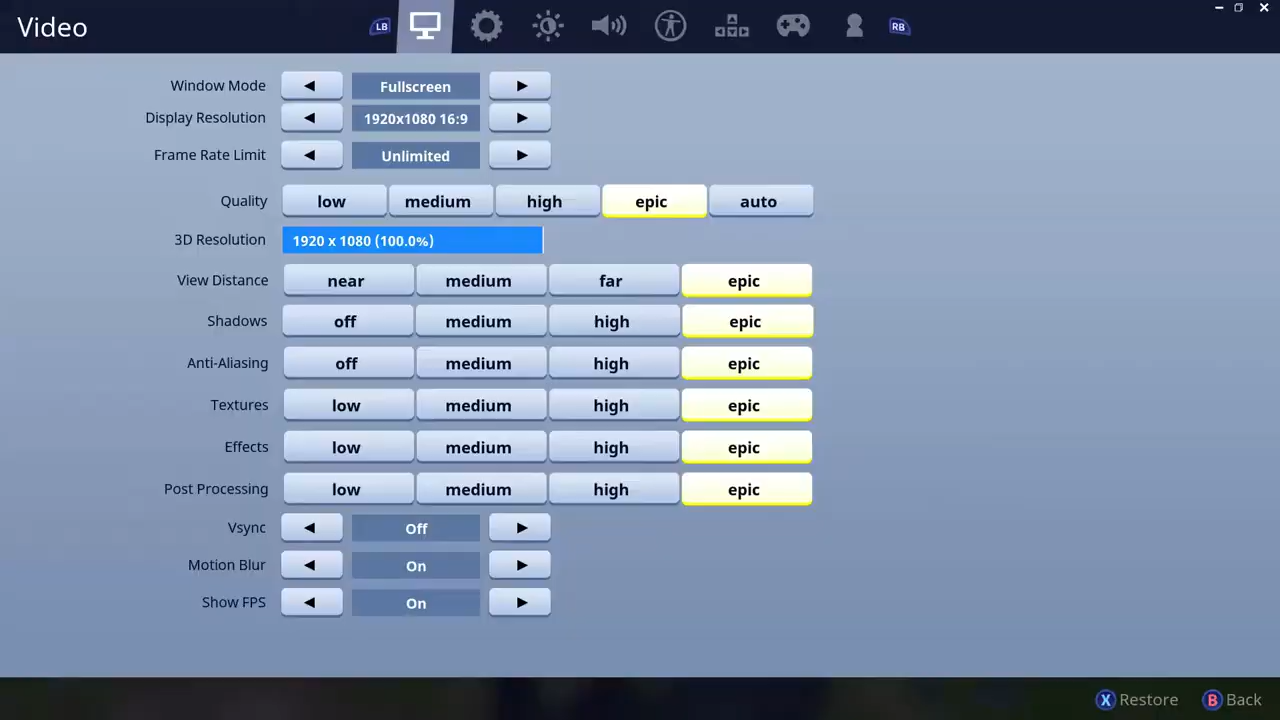 Video
LB
RB
Window Mode Fullscreen
Display Resolution 1920x1080 16:9
Frame Rate Limit Unlimited
Quality low medium high epic auto
3D Resolution 1920 x 1080 (100.0%)
View Distance near medium far epic
Shadows off medium high epic
Anti-Aliasing off medium high epic
Textures low medium high epic
Effects low medium high epic
Post Processing low medium high epic
Vsync Off
Motion Blur On
Show FPS On
X Restore B Back